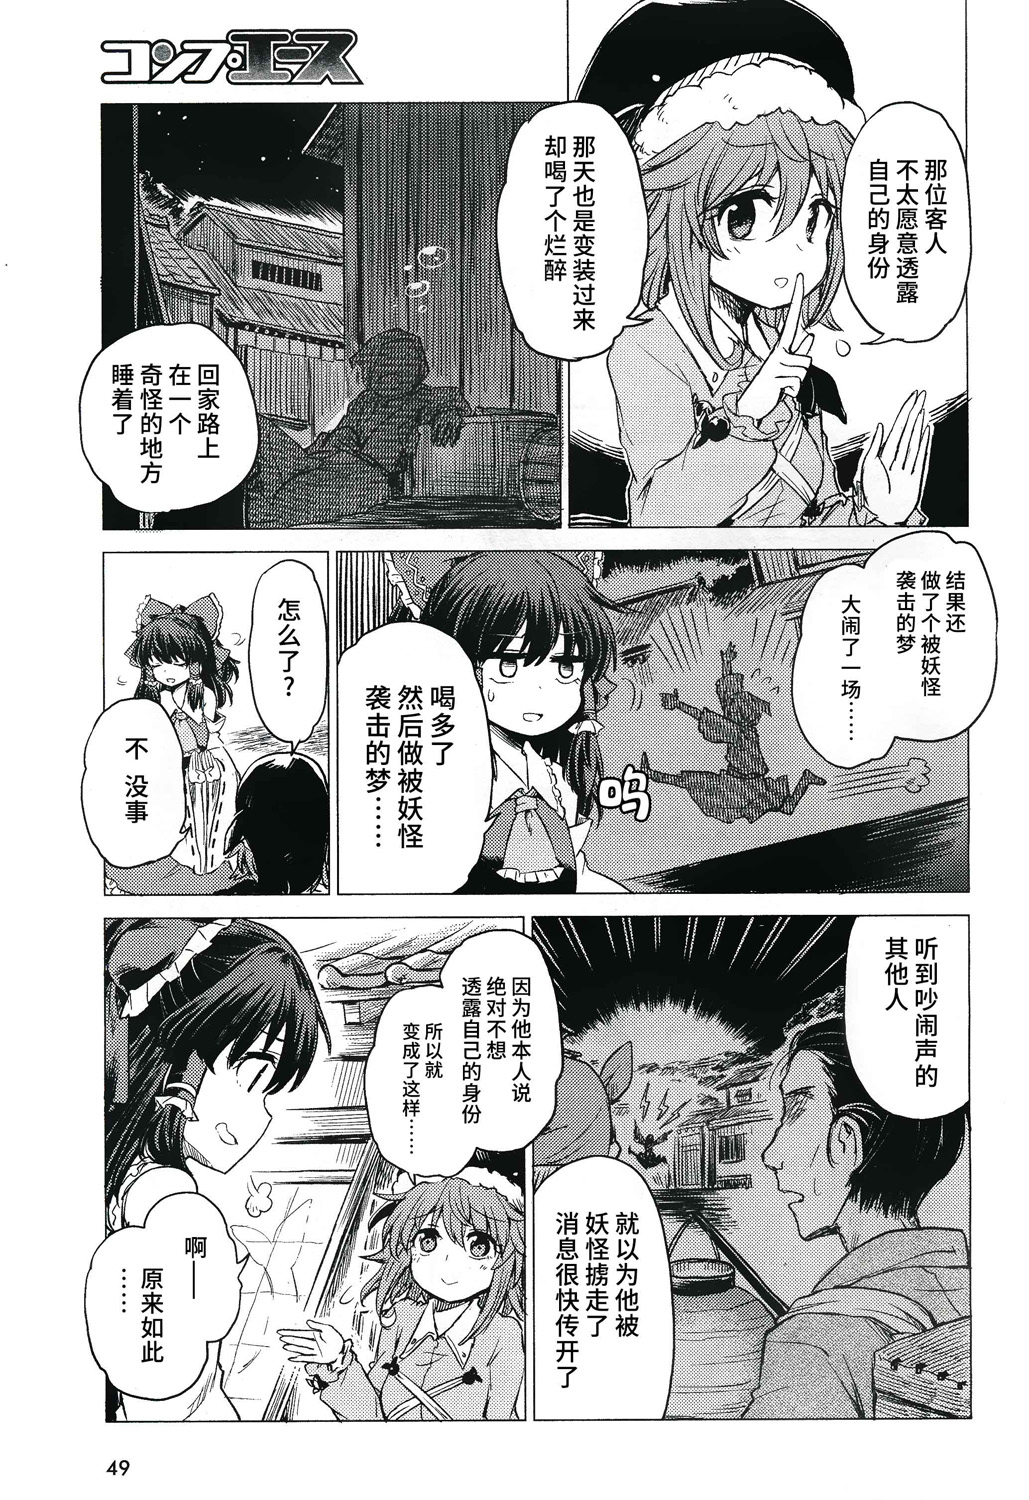 コンプエース
那位客人
不太愿意透露
自己的身份
那天也是变装过来
却喝了个烂醉
回家路上
在一个
奇怪的地方
睡着了
结果还
做了个被妖怪
袭击的梦
大闹了一场……
呜
喝多了
然后做被妖怪
袭击的梦……
怎么了?
不 没事
听到吵闹声的
其他人
就以为他被
妖怪掳走了
消息很快传开了
因为他本人说
绝对不想
透露自己的身份
所以就
变成了这样……
啊——
原来如此
……
49